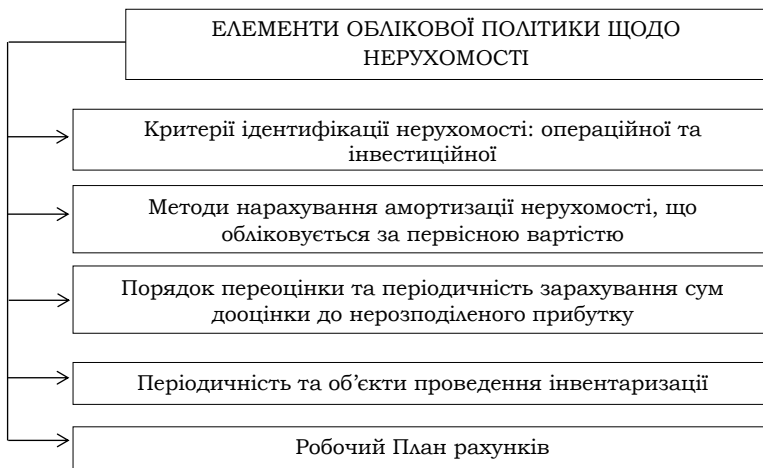 ЕЛЕМЕНТИ ОБЛІКОВОЇ ПОЛІТИКИ ЩОДО
НЕРУХОМОСТІ
Критерії ідентифікації нерухомості: операційної та
інвестиційної
Методи нарахування амортизації нерухомості, що
обліковується за первісною вартістю
Порядок переоцінки та періодичність зарахування сум
дооцінки до нерозподіленого прибутку
Періодичність та об’єкти проведення інвентаризації
Робочий План рахунків